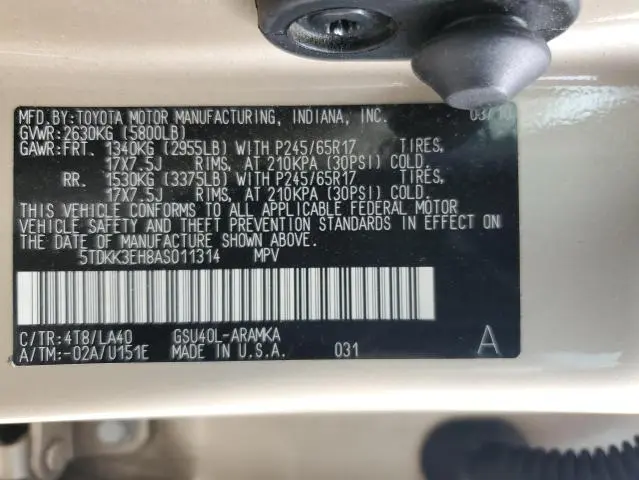 MFD.BY:TOYOTA MOTOR MANUFACTURING, INDIANA, INC.
GVWR:2630KG (5800LB)
GAWR:FRT. 1340KG (2955LB) WITH P245/65R17 TIRES,
17X7.5J RIMS, AT 210KPA (30PSI) COLD.
RR. 1530KG (3375LB) WITH P245/65R17 TIRES,
17X7.5J RIMS, AT 210KPA (30PSI) COLD.
THIS VEHICLE CONFORMS TO ALL APPLICABLE FEDERAL MOTOR
VEHICLE SAFETY AND THEFT PREVENTION STANDARDS IN EFFECT ON
THE DATE OF MANUFACTURE SHOWN ABOVE.
5TDKK3EH8AS011314 MPV
C/TR:4T8/LA40 GSU40L-ARAMKA
A/TM:-02A/U151E MADE IN U.S.A. 031 A